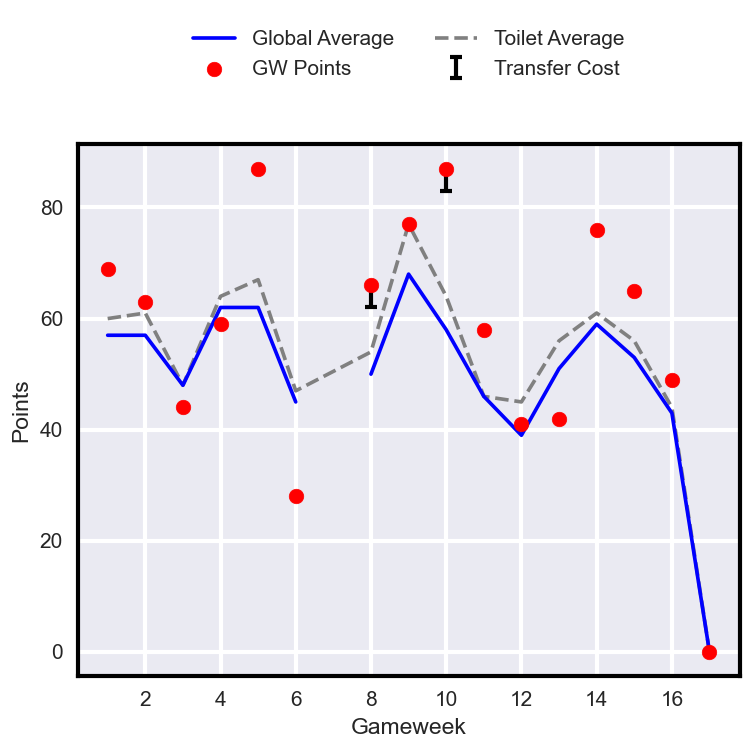 Global Average
Toilet Average
GW Points
Transfer Cost
80
60
40
20
0
Points
2 4 6 8 10 12 14 16
Gameweek